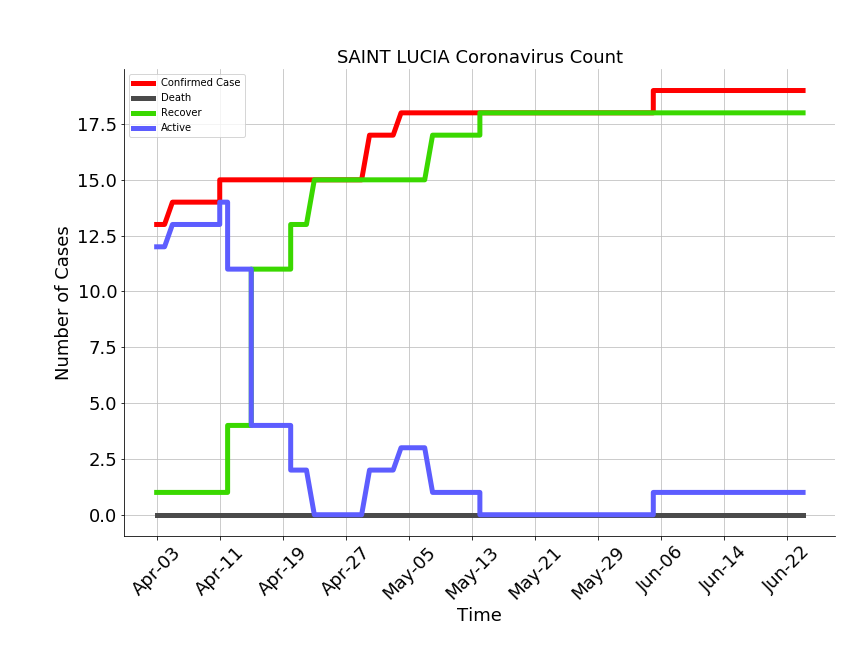 SAINT LUCIA Coronavirus Count
Confirmed Case
Death
Recover
Active
17.5
15.0
12.5
10.0
7.5
5.0
2.5
0.0
Number of Cases
Apr-03
Apr-11
Apr-19
Apr-27
May-05
May-13
May-21
May-29
Jun-06
Jun-14
Jun-22
Time